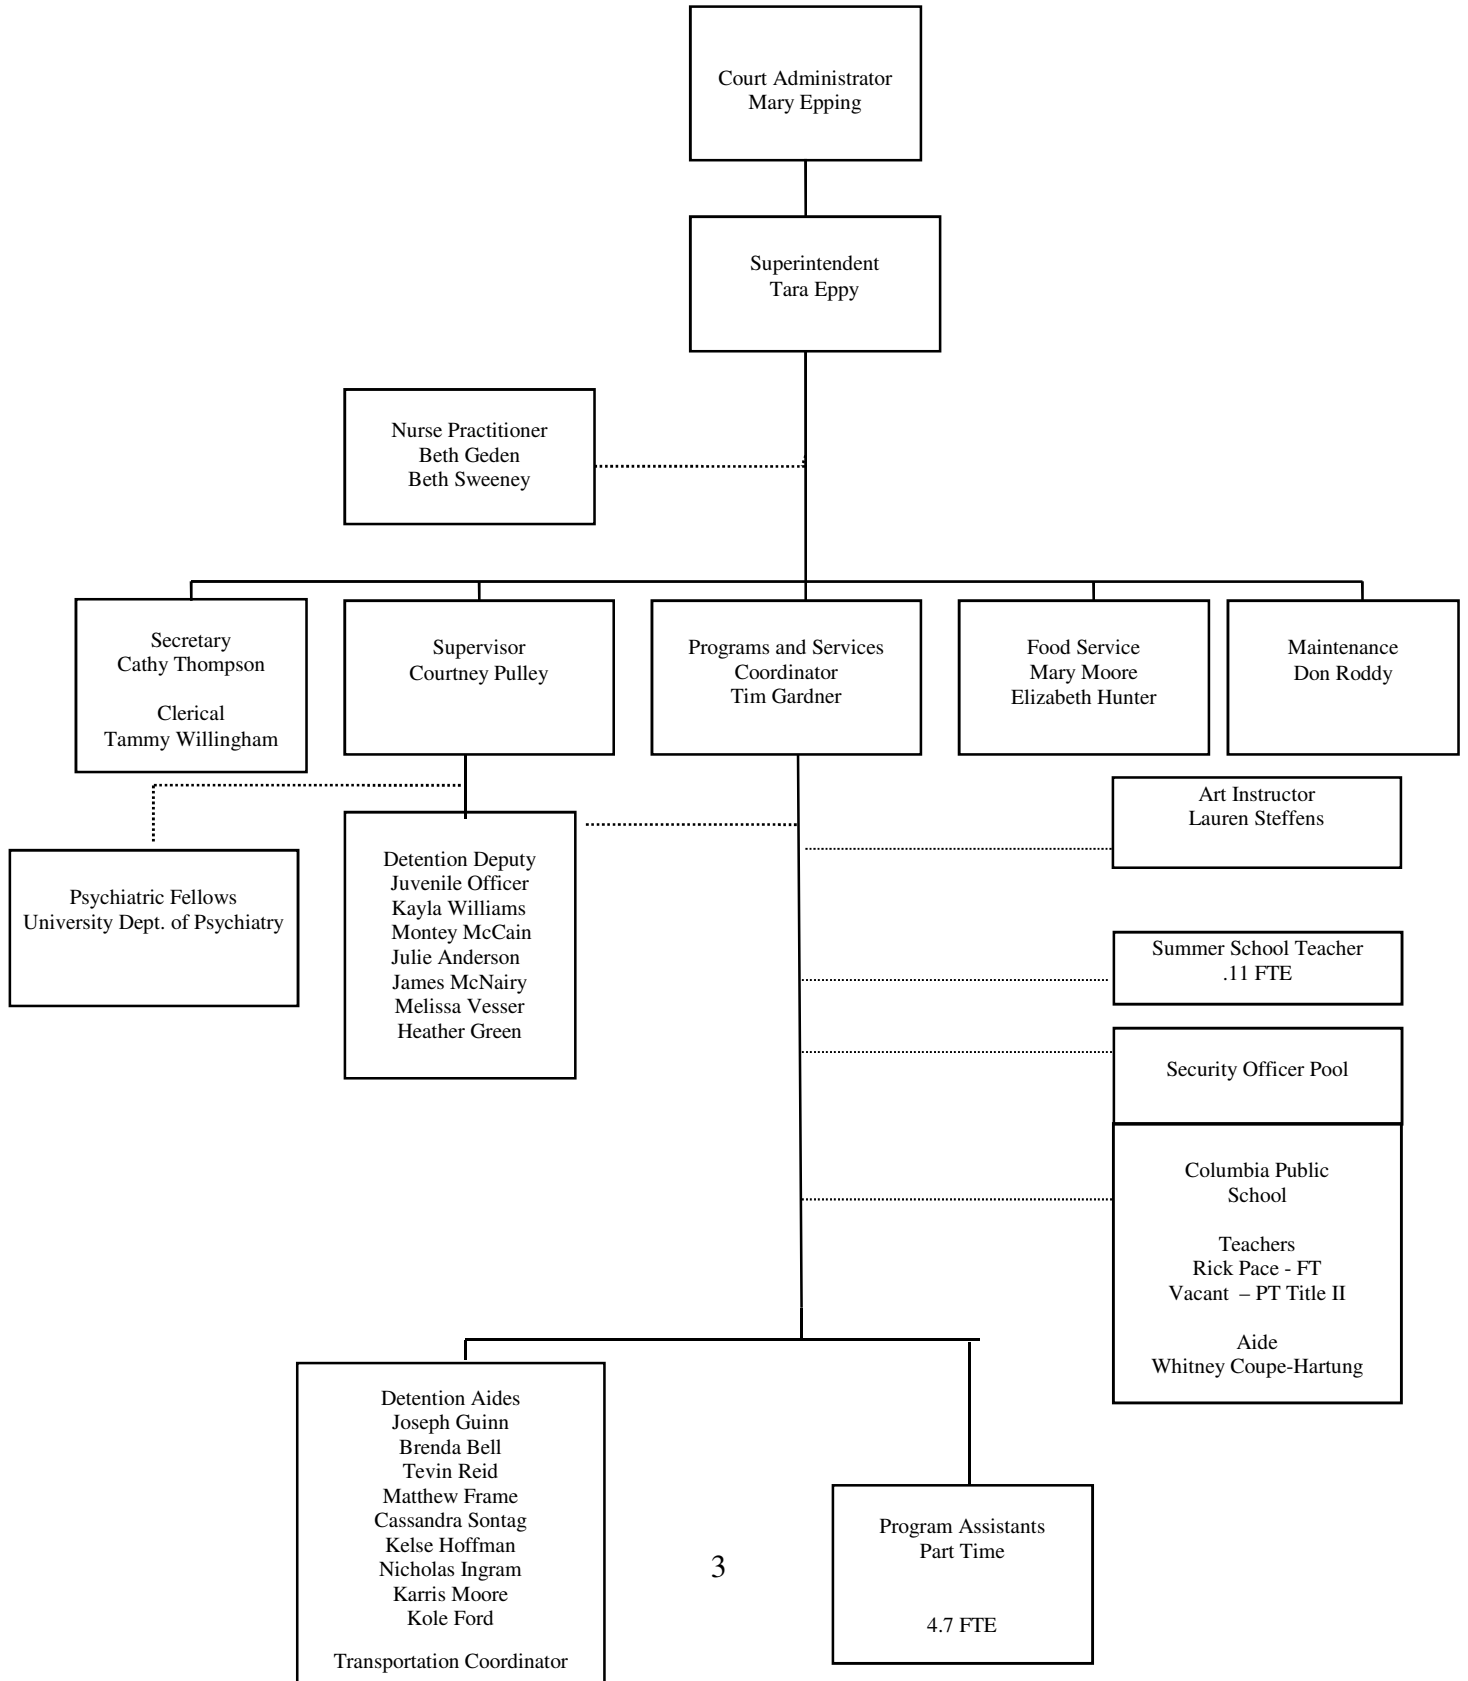 Court Administrator
Mary Epping
Superintendent
Tara Eppy
Nurse Practitioner
Beth Geden
Beth Sweeney
Secretary
Cathy Thompson
Clerical
Tammy Willingham
Supervisor
Courtney Pulley
Programs and Services
Coordinator
Tim Gardner
Food Service
Mary Moore
Elizabeth Hunter
Maintenance
Don Roddy
Art Instructor
Lauren Steffens
Psychiatric Fellows
University Dept. of Psychiatry
Detention Deputy
Juvenile Officer
Kayla Williams
Montey McCain
Julie Anderson
James McNairy
Melissa Vesser
Heather Green
Summer School Teacher
.11 FTE
Security Officer Pool
Columbia Public
School
Teachers
Rick Pace - FT
Vacant – PT Title II
Aide
Whitney Coupe-Hartung
Detention Aides
Joseph Guinn
Brenda Bell
Tevin Reid
Matthew Frame
Cassandra Sontag
Kelse Hoffman
Nicholas Ingram
Karris Moore
Kole Ford
Transportation Coordinator
3
Program Assistants
Part Time
4.7 FTE